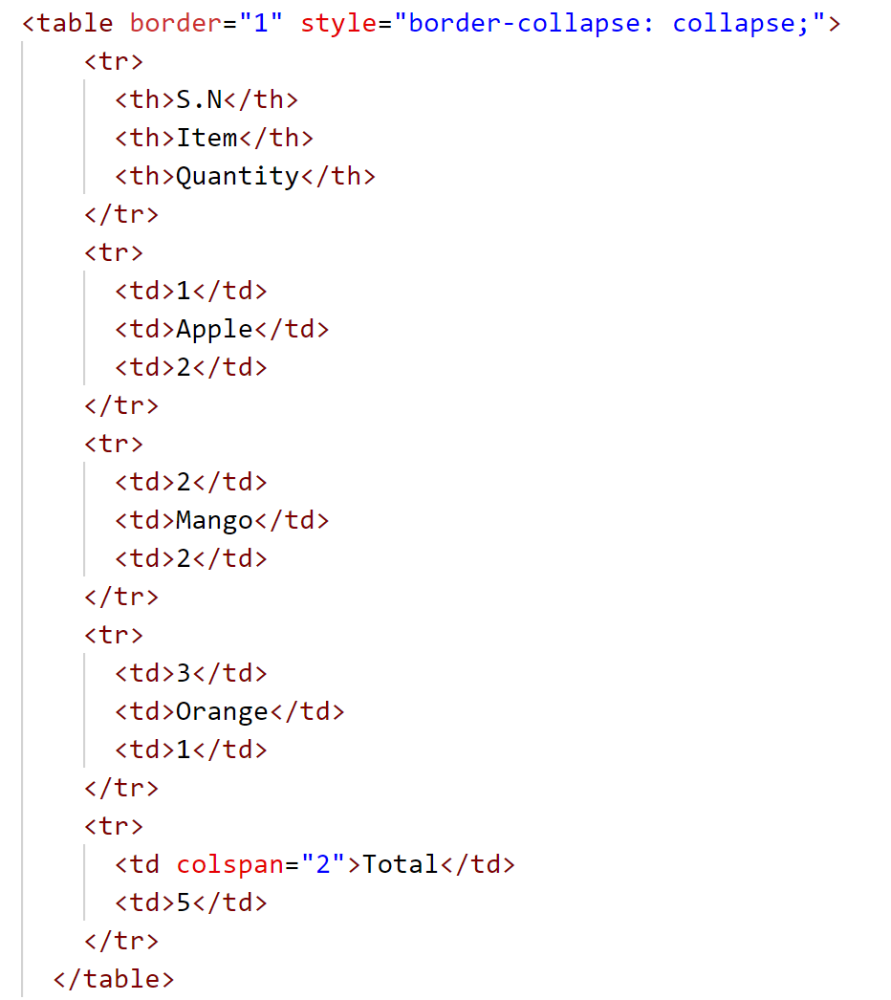 <table border="1" style="border-collapse: collapse;">
<tr>
<th>S.N</th>
<th>Item</th>
<th>Quantity</th>
</tr>
<tr>
<td>1</td>
<td>Apple</td>
<td>2</td>
</tr>
<tr>
<td>2</td>
<td>Mango</td>
<td>2</td>
</tr>
<tr>
<td>3</td>
<td>Orange</td>
<td>1</td>
</tr>
<tr>
<td colspan="2">Total</td>
<td>5</td>
</tr>
</table>